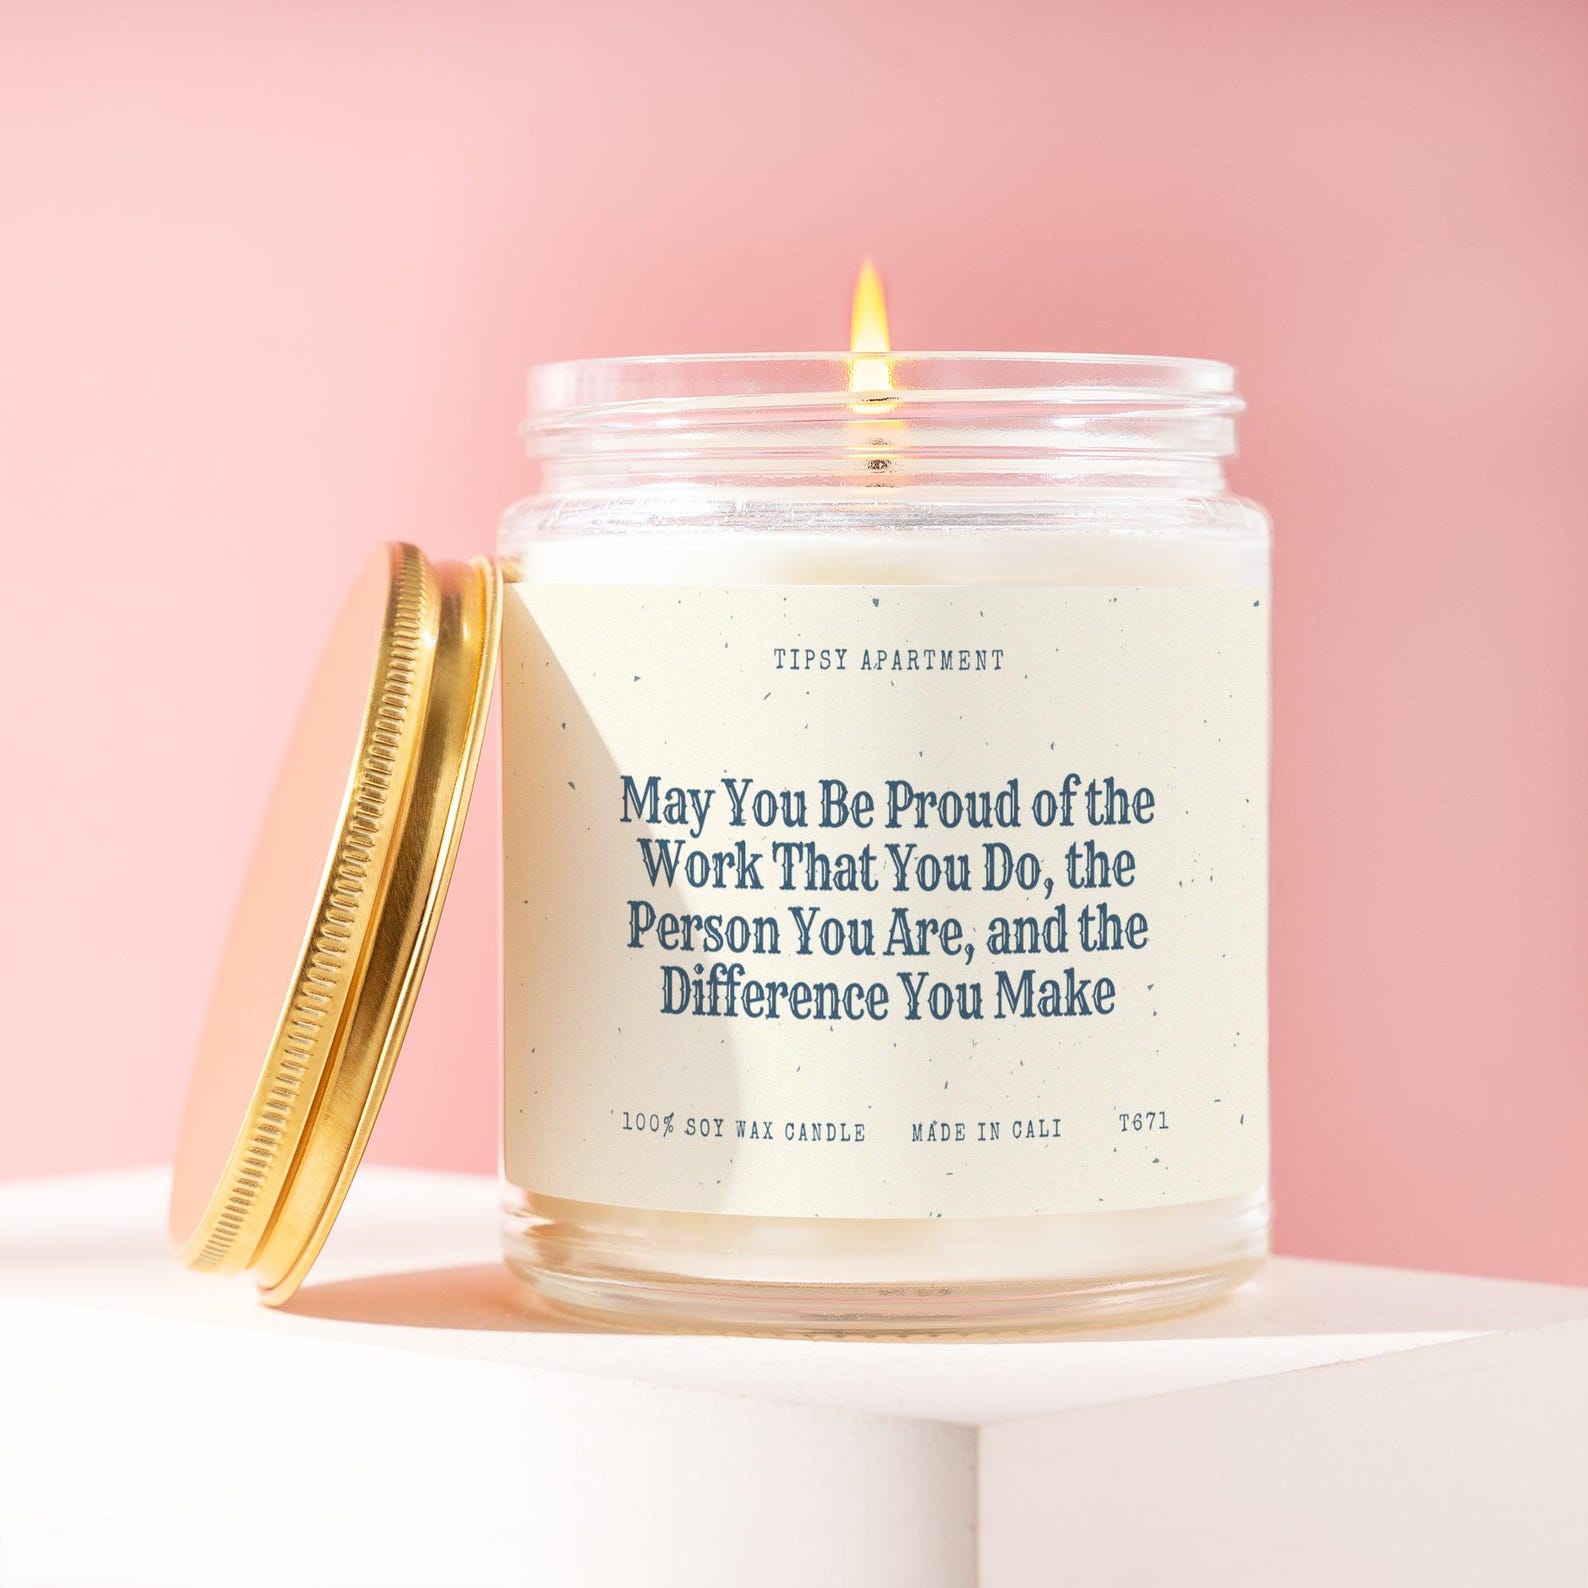 TIPSY APARTMENT
May You Be Proud of the
Work That You Do, the
Person You Are, and the
Difference You Make
100% SOY WAX CANDLE MADE IN CALI T671